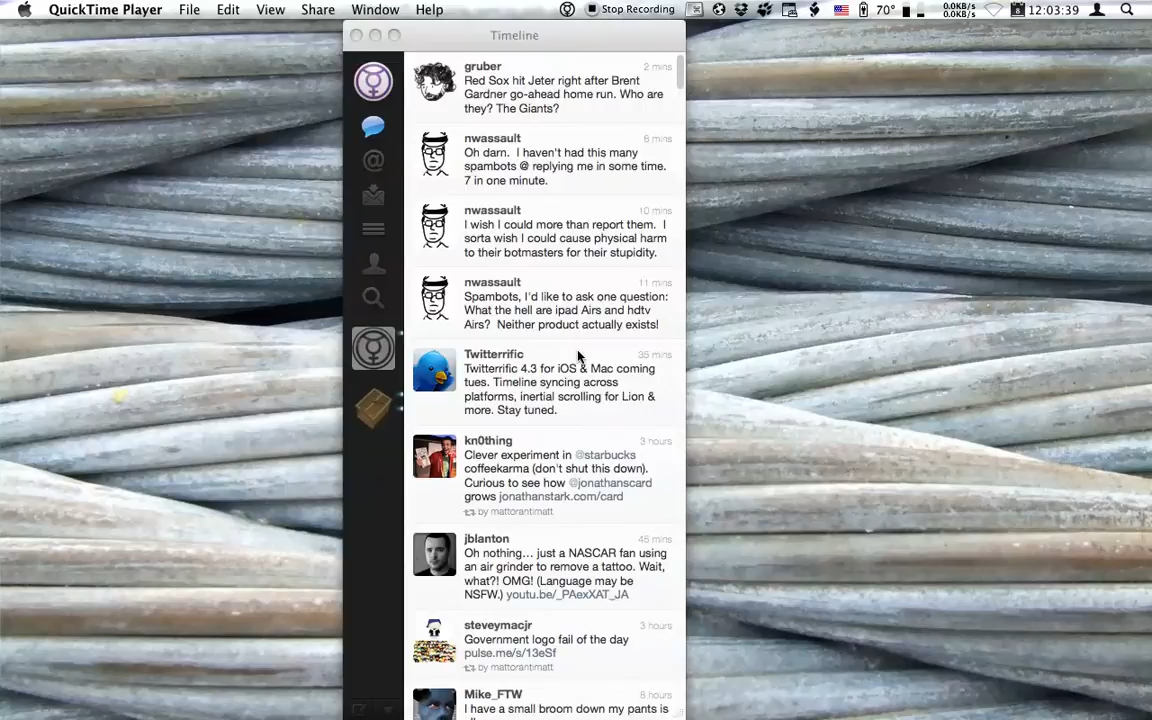 QuickTime Player File Edit View Share Window Help Stop Recording 70° 0.0KB/s 0.0KB/s 8 12:03:39
Timeline
gruber 2 mins
Red Sox hit Jeter right after Brent
Gardner go-ahead home run. Who are
they? The Giants?
nwassault 6 mins
Oh darn. I haven't had this many
spambots @ replying me in some time.
7 in one minute.
nwassault 10 mins
I wish I could more than report them. I
sorta wish I could cause physical harm
to their botmasters for their stupidity.
nwassault 11 mins
Spambots, I'd like to ask one question:
What the hell are ipad Airs and hdtv
Airs? Neither product actually exists!
Twitterrific 35 mins
Twitterrific 4.3 for iOS & Mac coming
tues. Timeline syncing across
platforms, inertial scrolling for Lion &
more. Stay tuned.
kn0thing 3 hours
Clever experiment in @starbucks
coffeekarma (don't shut this down).
Curious to see how @jonathanscard
grows jonathanstark.com/card
by mattorantimatt
jblanton 45 mins
Oh nothing... just a NASCAR fan using
an air grinder to remove a tattoo. Wait,
what?! OMG! (Language may be
NSFW.) youtu.be/_PAexXAT_JA
steveymacjr 3 hours
Government logo fail of the day
pulse.me/s/13eSf
by mattorantimatt
Mike_FTW 8 hours
I have a small broom down my pants is